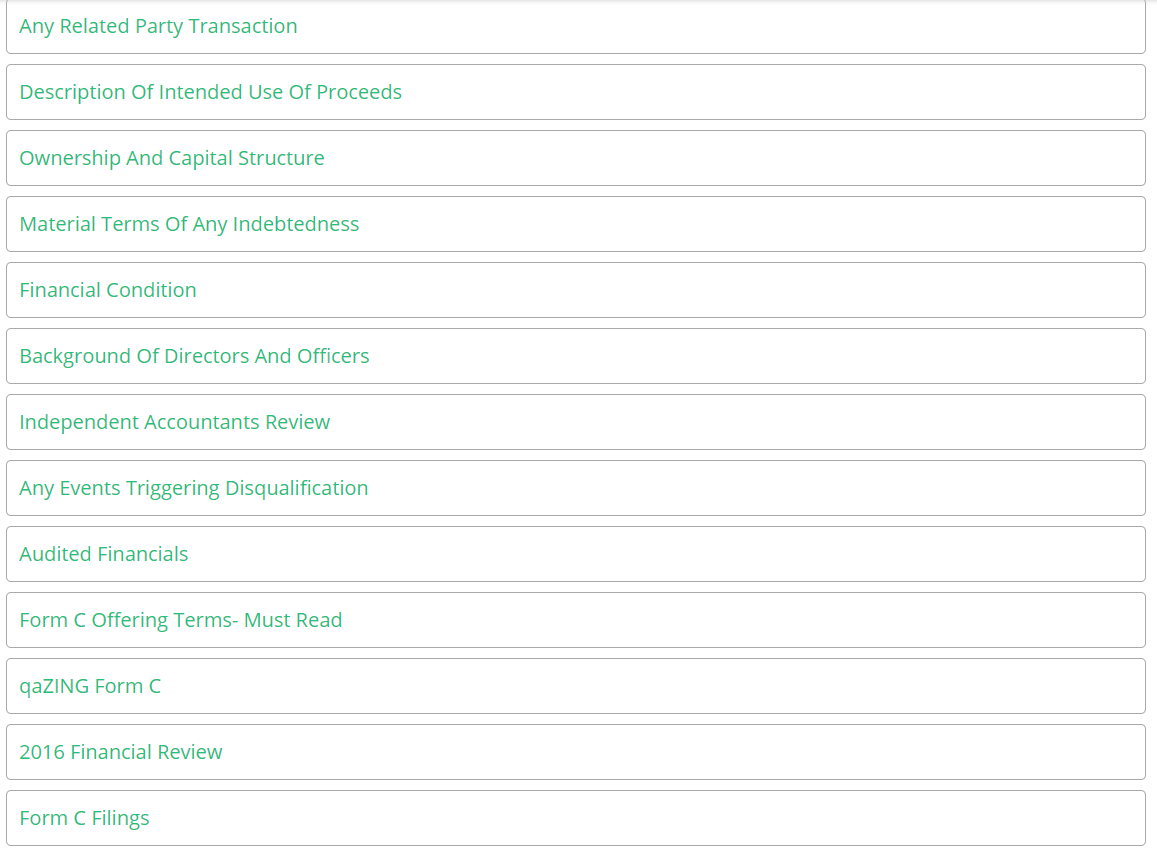 Any Related Party Transaction
Description Of Intended Use Of Proceeds
Ownership And Capital Structure
Material Terms Of Any Indebtedness
Financial Condition
Background Of Directors And Officers
Independent Accountants Review
Any Events Triggering Disqualification
Audited Financials
Form C Offering Terms- Must Read
qaZING Form C
2016 Financial Review
Form C Filings